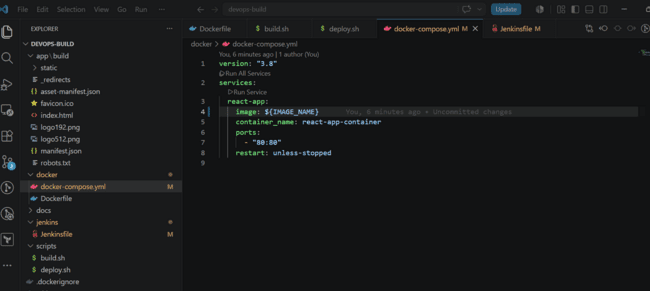 File Edit Selection View Go Run ...
devops-build
Update
EXPLORER ...
DEVOPS-BUILD
app\build
static
_redirects
asset-manifest.json
favicon.ico
index.html
logo192.png
logo512.png
manifest.json
robots.txt
docker
docker-compose.yml M
Dockerfile
docs
jenkins
Jenkinsfile M
scripts
build.sh
deploy.sh
.dockerignore
Dockerfile $ build.sh $ deploy.sh docker-compose.yml M Jenkinsfile M
docker > docker-compose.yml
You, 6 minutes ago | 1 author (You)
1 version: "3.8"
Run All Services
2 services:
Run Service
3 react-app:
4 image: ${IMAGE_NAME} You, 6 minutes ago • Uncommitted changes
5 container_name: react-app-container
6 ports:
7 - "80:80"
8 restart: unless-stopped
9